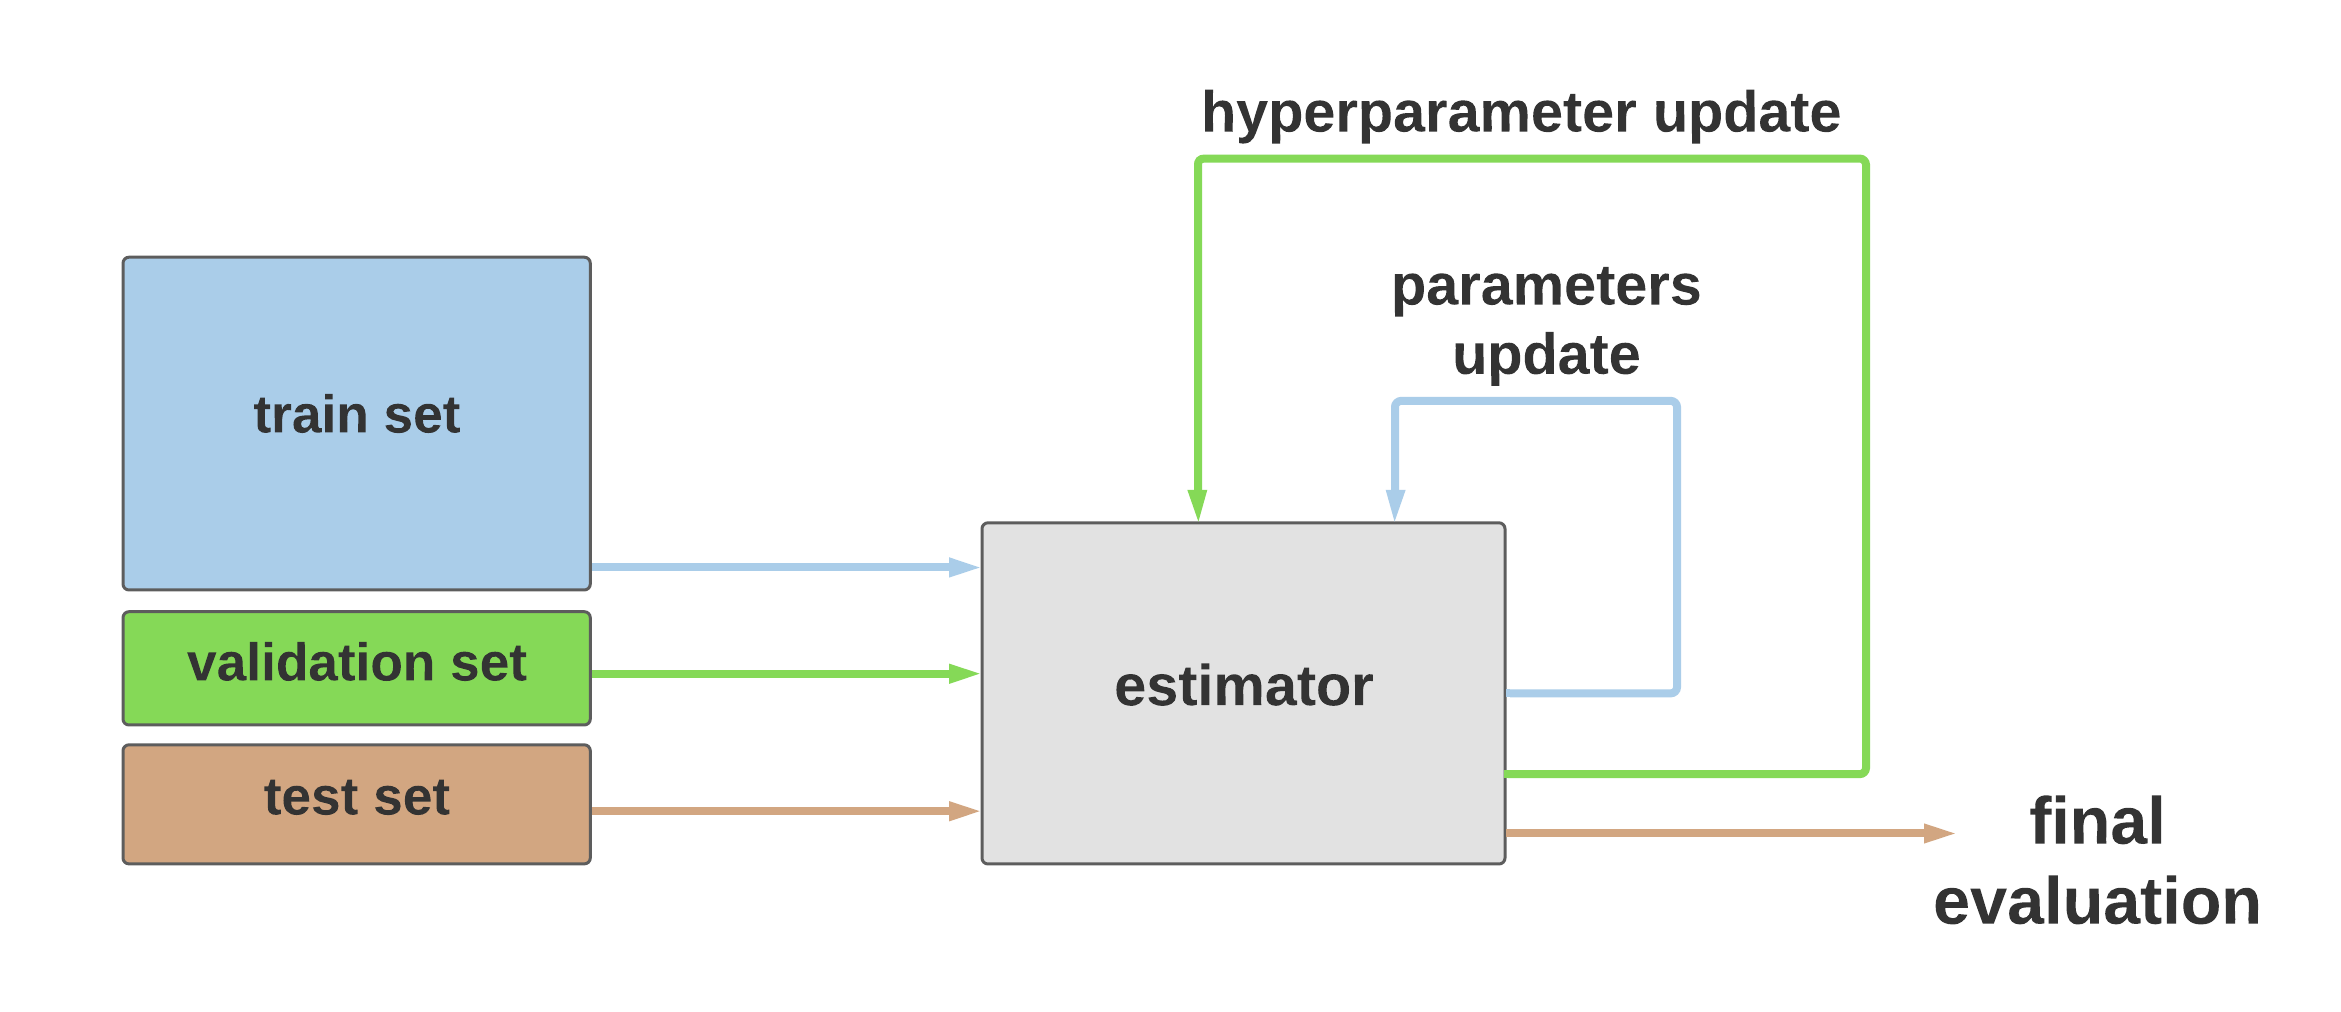 hyperparameter update
parameters
update
train set
validation set
estimator
test set
final
evaluation